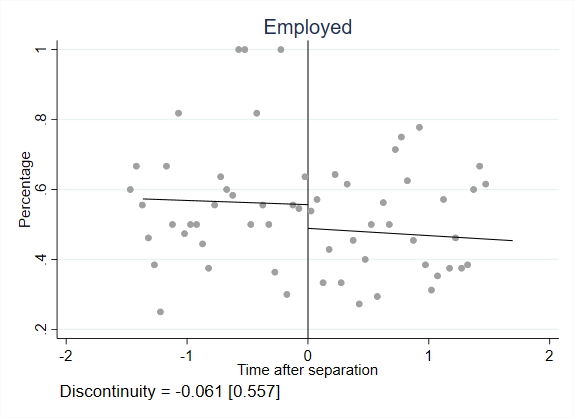 Employed
Percentage
1
.8
.6
.4
.2
-2 -1 0 1 2
Time after separation
Discontinuity = -0.061 [0.557]